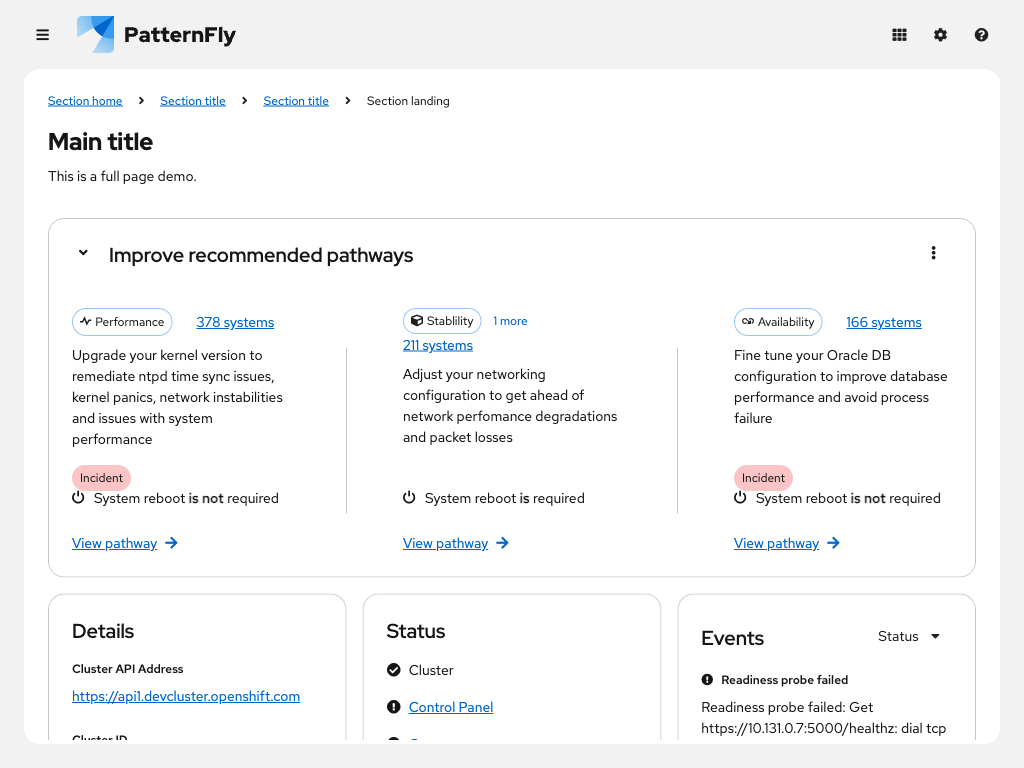 PatternFly
Section home
Section title
Section title
Section landing
Main title
This is a full page demo.
Improve recommended pathways
Performance
378 systems
Upgrade your kernel version to
remediate ntpd time sync issues,
kernel panics, network instabilities
and issues with system
performance
Incident
System reboot is not required
View pathway
Stablility
1 more
211 systems
Adjust your networking
configuration to get ahead of
network perfomance degradations
and packet losses
System reboot is required
View pathway
Availability
166 systems
Fine tune your Oracle DB
configuration to improve database
performance and avoid process
failure
Incident
System reboot is not required
View pathway
Details
Cluster API Address
https://api1.devcluster.openshift.com
Cluster ID
Status
Cluster
Control Panel
Events
Status
Readiness probe failed
Readiness probe failed: Get
https://10.131.0.7:5000/healthz: dial tcp